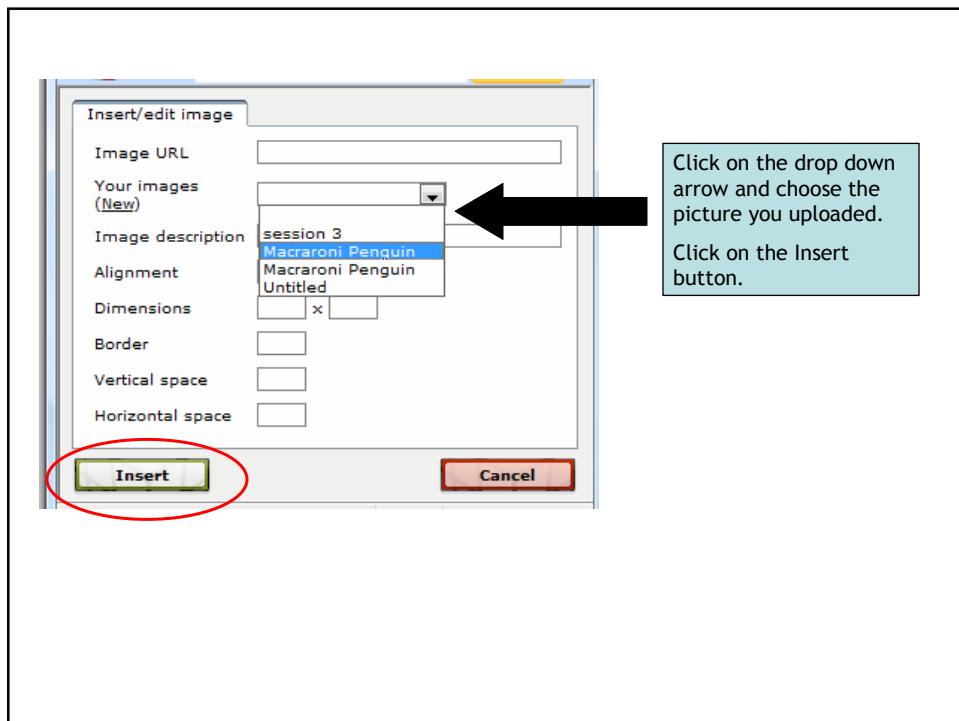 Insert/edit image
Image URL
Your images
(New)
Image description
session 3
Macraroni Penguin
Alignment
Macraroni Penguin
Untitled
Dimensions
x
Border
Vertical space
Horizontal space
Insert
Cancel
Click on the drop down
arrow and choose the
picture you uploaded.
Click on the Insert
button.